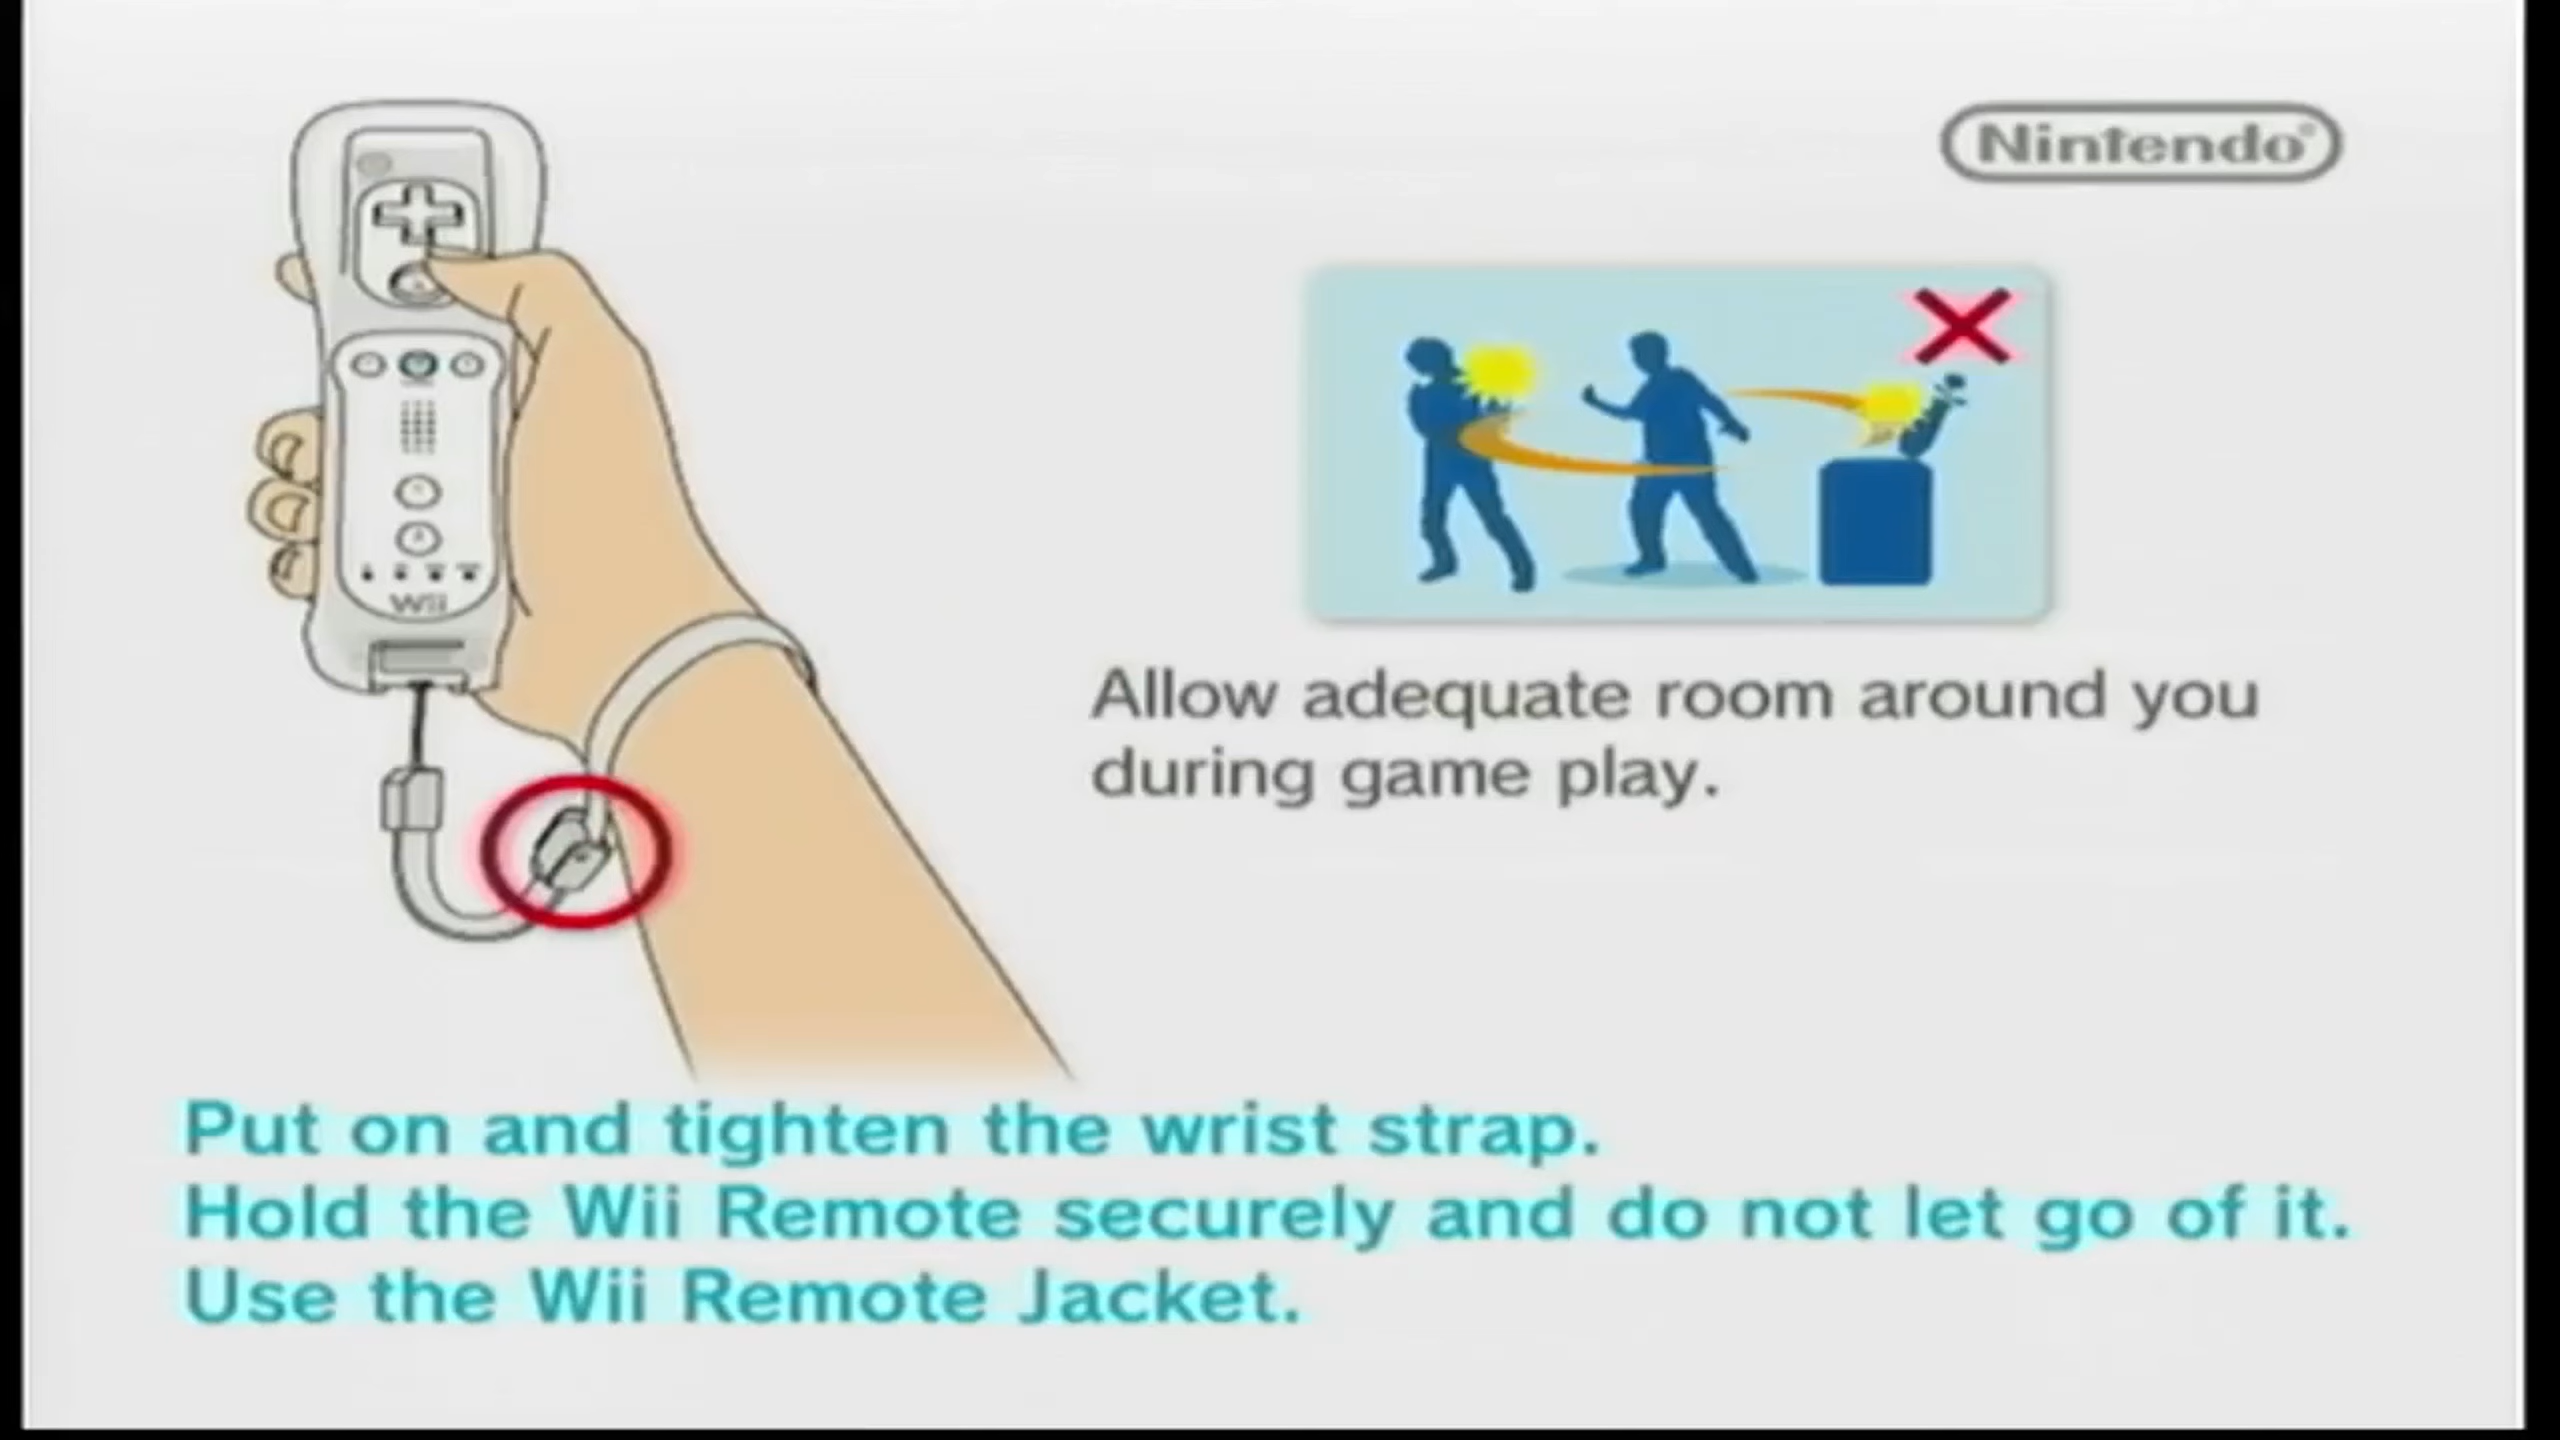 Nintendo®
Wii
Allow adequate room around you
during game play.
Put on and tighten the wrist strap.
Hold the Wii Remote securely and do not let go of it.
Use the Wii Remote Jacket.